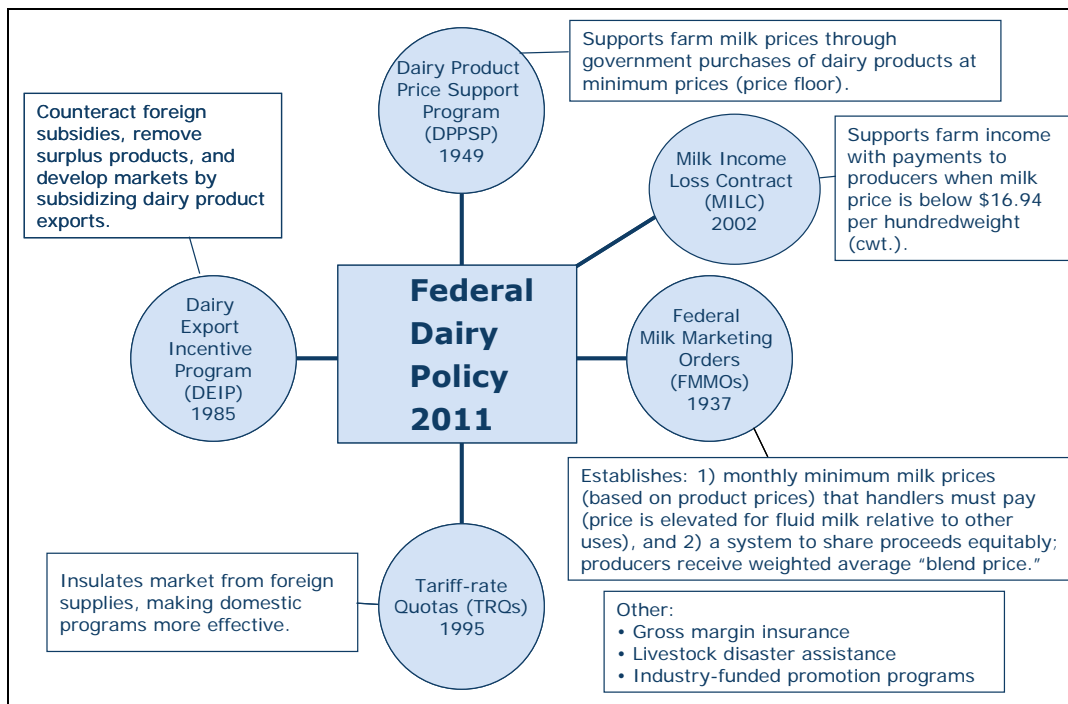 Dairy Product
Price Support
Program
(DPPSP)
1949
Supports farm milk prices through
government purchases of dairy products at
minimum prices (price floor).
Counteract foreign
subsidies, remove
surplus products, and
develop markets by
subsidizing dairy product
exports.
Milk Income
Loss Contract
(MILC)
2002
Supports farm income
with payments to
producers when milk
price is below $16.94
per hundredweight
(cwt.).
Dairy
Export
Incentive
Program
(DEIP)
1985
Federal
Dairy
Policy
2011
Federal
Milk Marketing
Orders
(FMMOs)
1937
Establishes: 1) monthly minimum milk prices
(based on product prices) that handlers must pay
(price is elevated for fluid milk relative to other
uses), and 2) a system to share proceeds equitably;
producers receive weighted average “blend price.”
Insulates market from foreign
supplies, making domestic
programs more effective.
Tariff-rate
Quotas (TRQs)
1995
Other:
• Gross margin insurance
• Livestock disaster assistance
• Industry-funded promotion programs